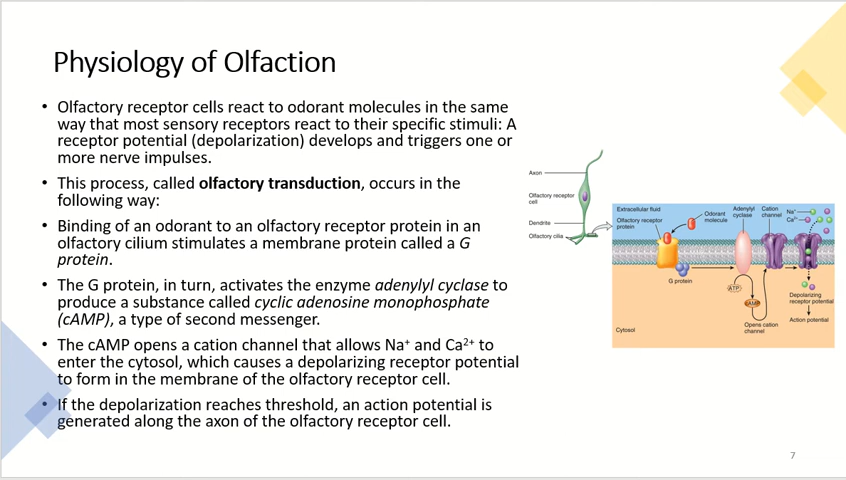 Physiology of Olfaction
• Olfactory receptor cells react to odorant molecules in the same
way that most sensory receptors react to their specific stimuli: A
receptor potential (depolarization) develops and triggers one or
more nerve impulses.
• This process, called olfactory transduction, occurs in the
following way:
• Binding of an odorant to an olfactory receptor protein in an
olfactory cilium stimulates a membrane protein called a G
protein.
• The G protein, in turn, activates the enzyme adenylyl cyclase to
produce a substance called cyclic adenosine monophosphate
(cAMP), a type of second messenger.
• The cAMP opens a cation channel that allows Na⁺ and Ca²⁺ to
enter the cytosol, which causes a depolarizing receptor potential
to form in the membrane of the olfactory receptor cell.
• If the depolarization reaches threshold, an action potential is
generated along the axon of the olfactory receptor cell.
Axon
Olfactory receptor
cell
Dendrite
Olfactory cilia
Extracellular fluid
Olfactory receptor
protein
Odorant
molecule
Adenylyl
cyclase
Cation
channel
Na⁺
Ca²⁺
G protein
ATP
cAMP
Opens cation
channel
Depolarizing
receptor potential
Action potential
Cytosol
7